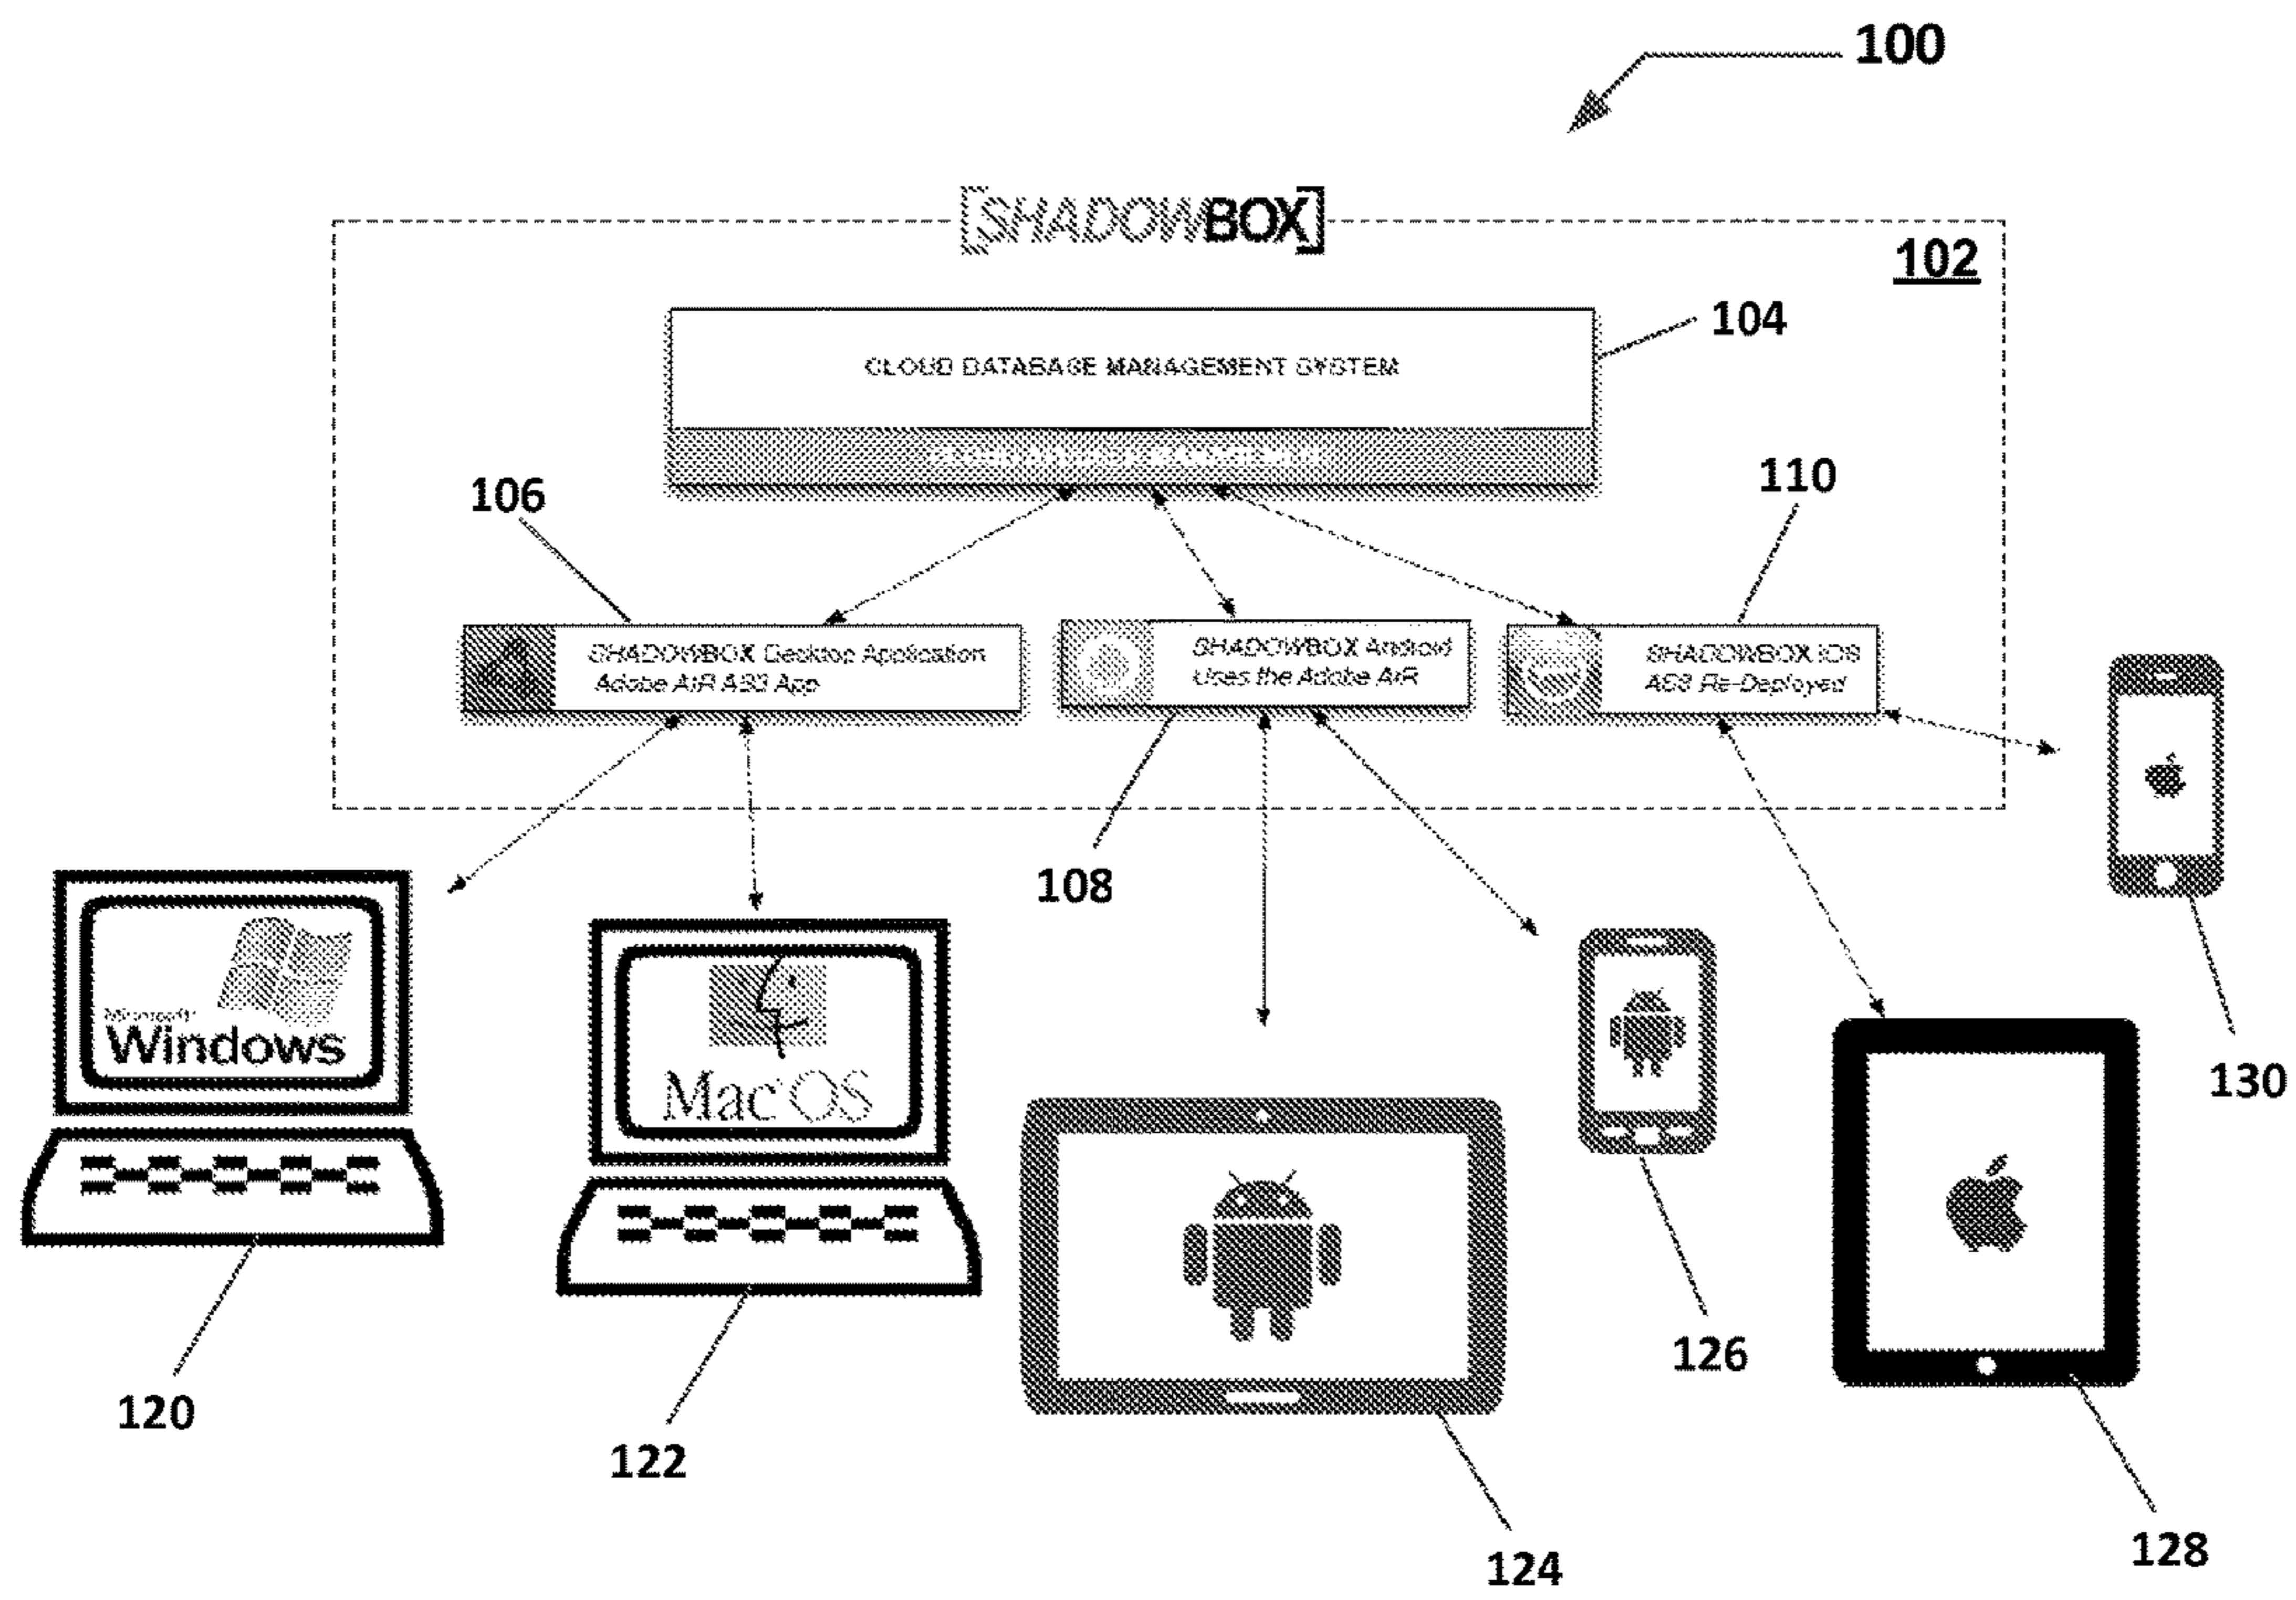 100
[SHADOWBOX]
102
104
CLOUD DATABASE MANAGEMENT SYSTEM
MANAGEMENT
106
110
SHADOWBOX Desktop Application
Adobe AIR AS3 App
SHADOWBOX Android
Uses the Adobe AIR
SHADOWBOX iOS
AS3 Re-Deployed
108
Microsoft
Windows
Mac OS
130
120
122
126
124
128